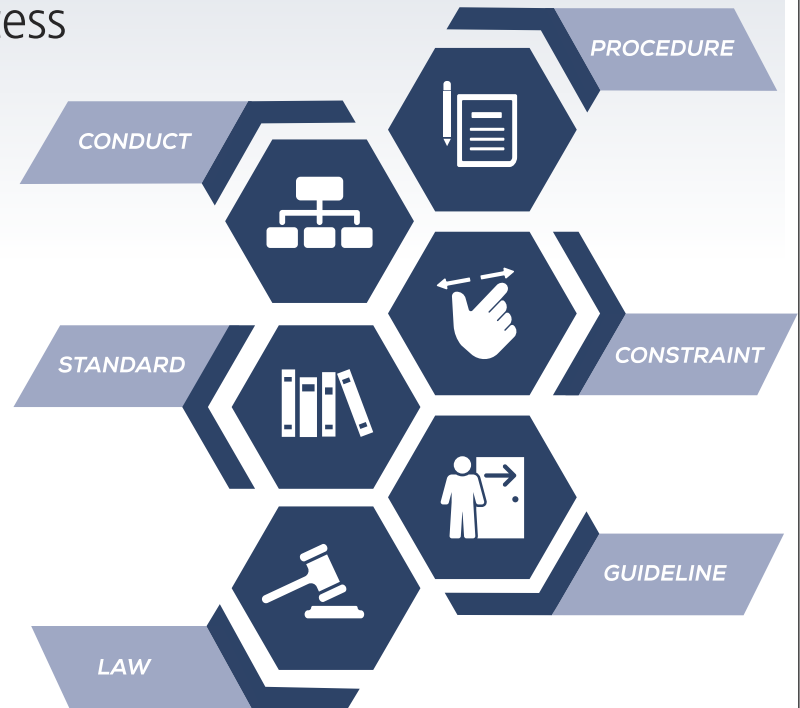 ess
PROCEDURE
CONDUCT
CONSTRAINT
STANDARD
GUIDELINE
LAW